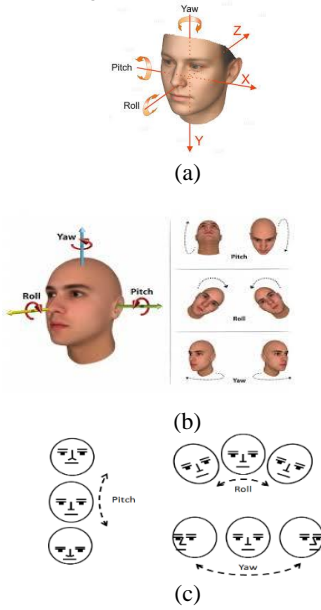 Yaw
Z
Pitch
X
Roll
Y
(a)
Yaw
Roll
Pitch
Pitch
Roll
Yaw
(b)
Pitch
Roll
Yaw
(c)